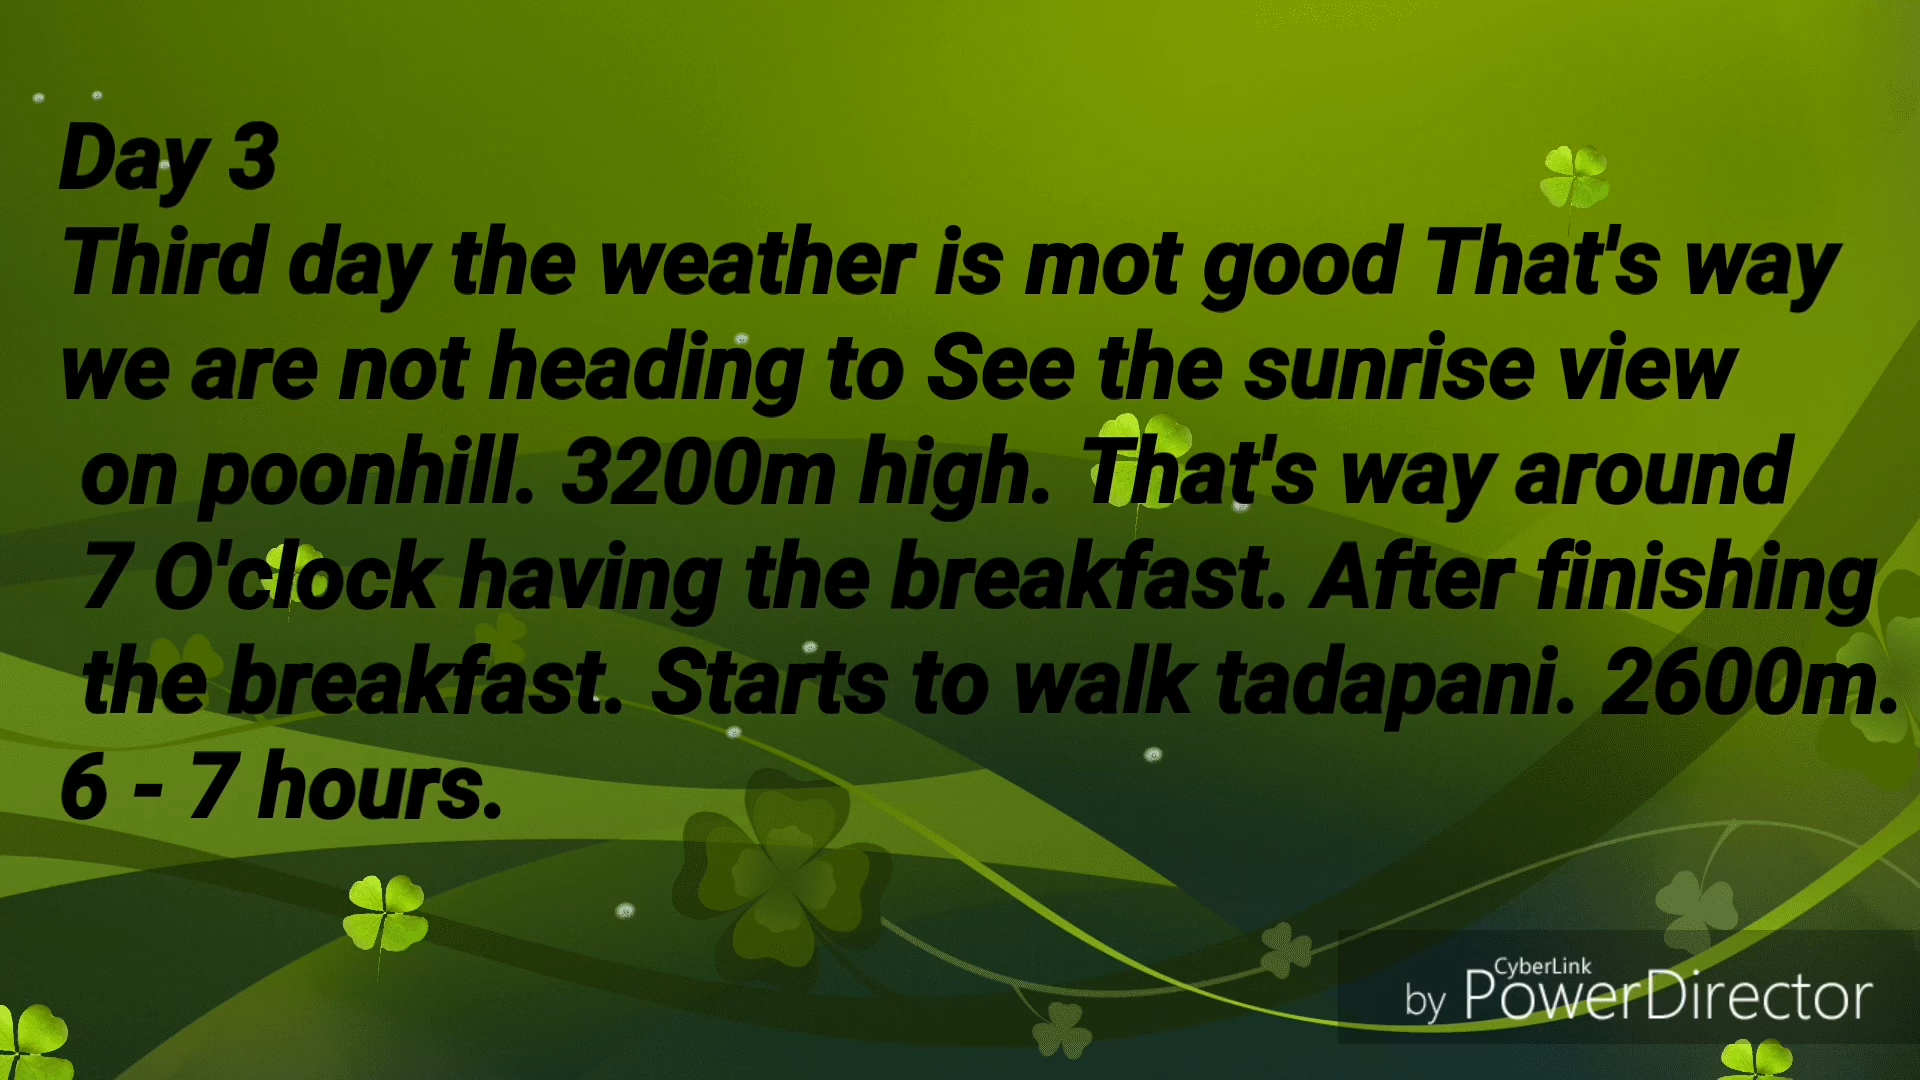 Day 3
Third day the weather is mot good That's way
we are not heading to See the sunrise view
on poonhill. 3200m high. That's way around
7 O'clock having the breakfast. After finishing
the breakfast. Starts to walk tadapani. 2600m.
6 - 7 hours.
CyberLink
by PowerDirector